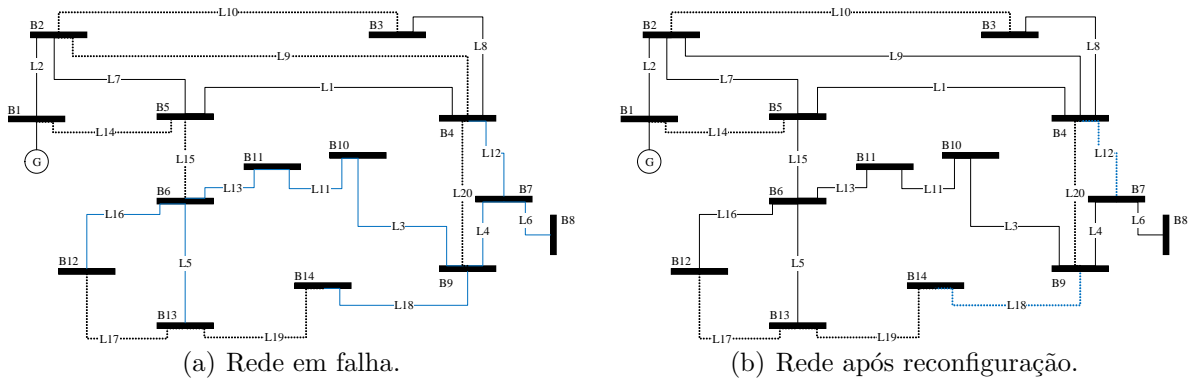 L10
B2
B3
L9
L2
L8
L7
B1
B5
L1
L14
B4
G
L15
B11
B10
L12
B6
L13
L11
L20
B7
L16
L3
L4
L6
B8
L5
B12
B14
B9
L18
B13
L17
L19
(a) Rede em falha.
L10
B2
B3
L9
L2
L8
L7
B1
B5
L1
L14
B4
G
L15
B11
B10
L12
B6
L13
L11
L20
B7
L16
L3
L4
L6
B8
L5
B12
B14
B9
L18
B13
L17
L19
(b) Rede após reconfiguração.